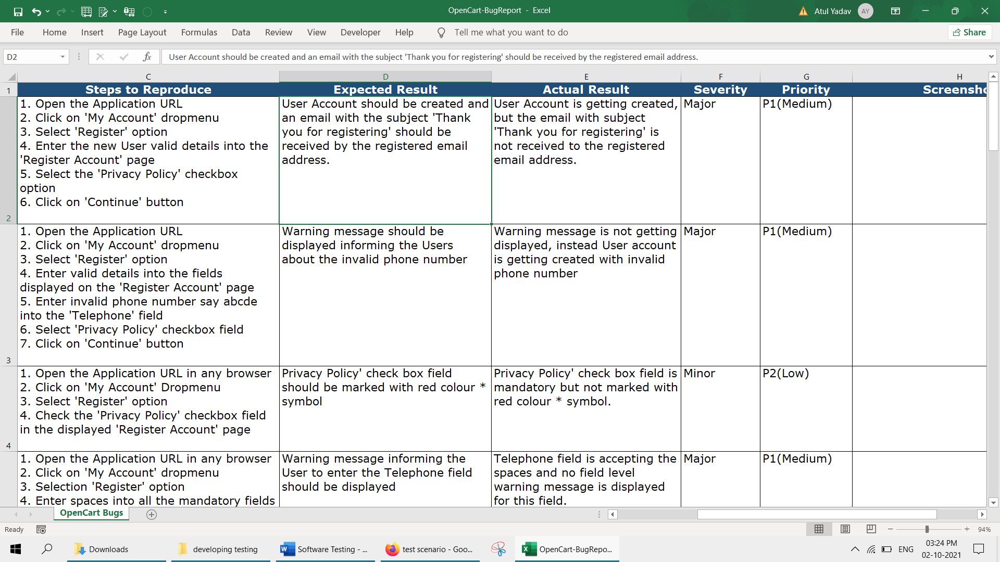 OpenCart-BugReport - Excel
Atul Yadav AY
File Home Insert Page Layout Formulas Data Review View Developer Help Tell me what you want to do Share
D2 fx User Account should be created and an email with the subject 'Thank you for registering' should be received by the registered email address.
C D E F G H
1 Steps to Reproduce Expected Result Actual Result Severity Priority Screensho
1. Open the Application URL
2. Click on 'My Account' dropmenu
3. Select 'Register' option
4. Enter the new User valid details into the
'Register Account' page
5. Select the 'Privacy Policy' checkbox
option
6. Click on 'Continue' button
User Account should be created and
an email with the subject 'Thank
you for registering' should be
received by the registered email
address.
User Account is getting created,
but the email with subject
'Thank you for registering' is
not received to the registered
email address.
Major
P1(Medium)
2
1. Open the Application URL
2. Click on 'My Account' dropmenu
3. Select 'Register' option
4. Enter valid details into the fields
displayed on the 'Register Account' page
5. Enter invalid phone number say abcde
into the 'Telephone' field
6. Select 'Privacy Policy' checkbox field
7. Click on 'Continue' button
Warning message should be
displayed informing the Users
about the invalid phone number
Warning message is not getting
displayed, instead User account
is getting created with invalid
phone number
Major
P1(Medium)
3
1. Open the Application URL in any browser
2. Click on 'My Account' Dropmenu
3. Select 'Register' option
4. Check the 'Privacy Policy' checkbox field
in the displayed 'Register Account' page
Privacy Policy' check box field
should be marked with red colour *
symbol
Privacy Policy' check box field is
mandatory but not marked with
red colour * symbol.
Minor
P2(Low)
4
1. Open the Application URL in any browser
2. Click on 'My Account' dropmenu
3. Selection 'Register' option
4. Enter spaces into all the mandatory fields
Warning message informing the
User to enter the Telephone field
should be displayed
Telephone field is accepting the
spaces and no field level
warning message is displayed
for this field.
Major
P1(Medium)
OpenCart Bugs
Ready
94%
Downloads
developing testing
Software Testing - ...
test scenario - Goo...
OpenCart-BugRepo...
ENG
03:24 PM
02-10-2021